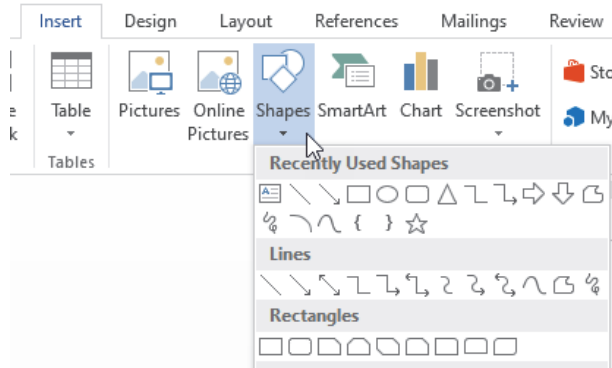 Insert Design Layout References Mailings Review
Table Pictures Online Shapes SmartArt Chart Screenshot
Pictures
Tables
Recently Used Shapes
Lines
Rectangles